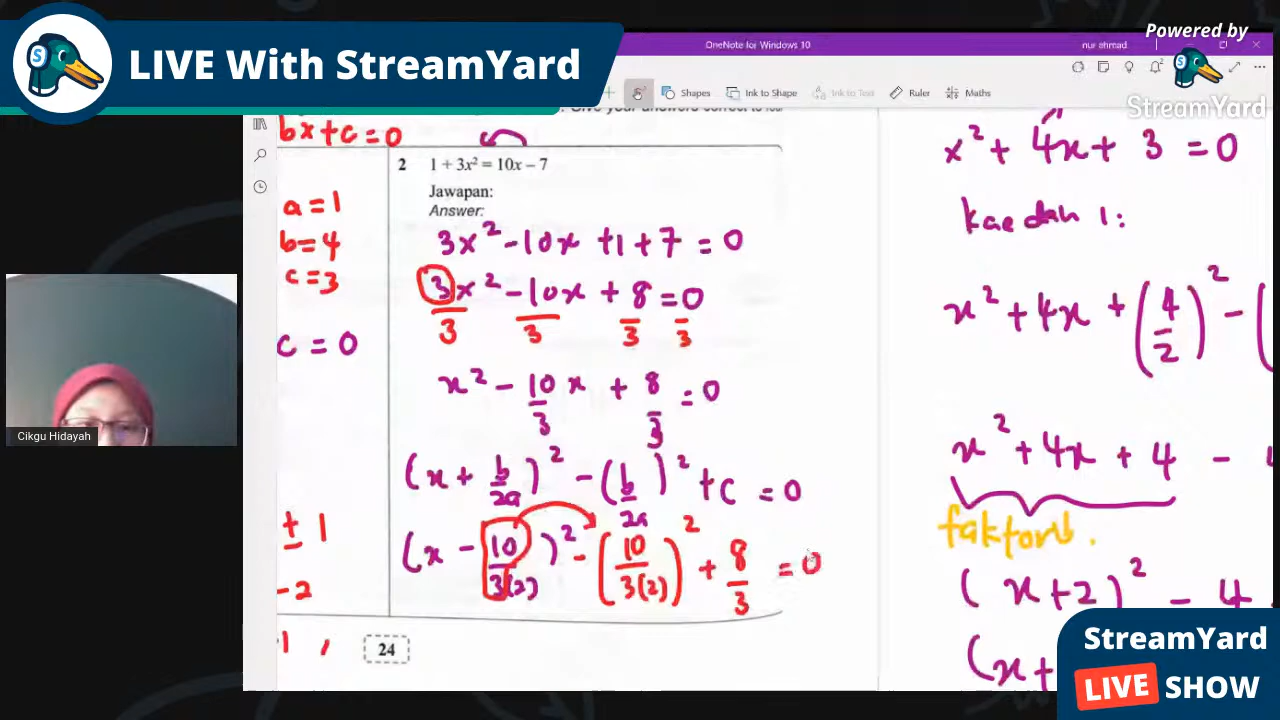 LIVE With StreamYard
Powered by
StreamYard
OneNote for Windows 10
nur ahmad
Shapes
Ink to Shape
Ink to Text
Ruler
Maths
bx+c=0
a=1
b=4
c=3
c = 0
± 1
-2
2 1 + 3x² = 10x – 7
Jawapan:
Answer:
3x² - 10x + 1 + 7 = 0
3x² - 10x + 8 = 0
3 3 3 3
x² - 10/3 x + 8/3 = 0
(x + b/2a)² - (b/2a)² + c = 0
(x - 10/3(2))² - (10/3(2))² + 8/3 = 0
24
x² + 4x + 3 = 0
kaedah 1:
x² + 4x + (4/2)² - (
x² + 4x + 4 -
(x+2)² - 4
(x+
Cikgu Hidayah
StreamYard
LIVE SHOW